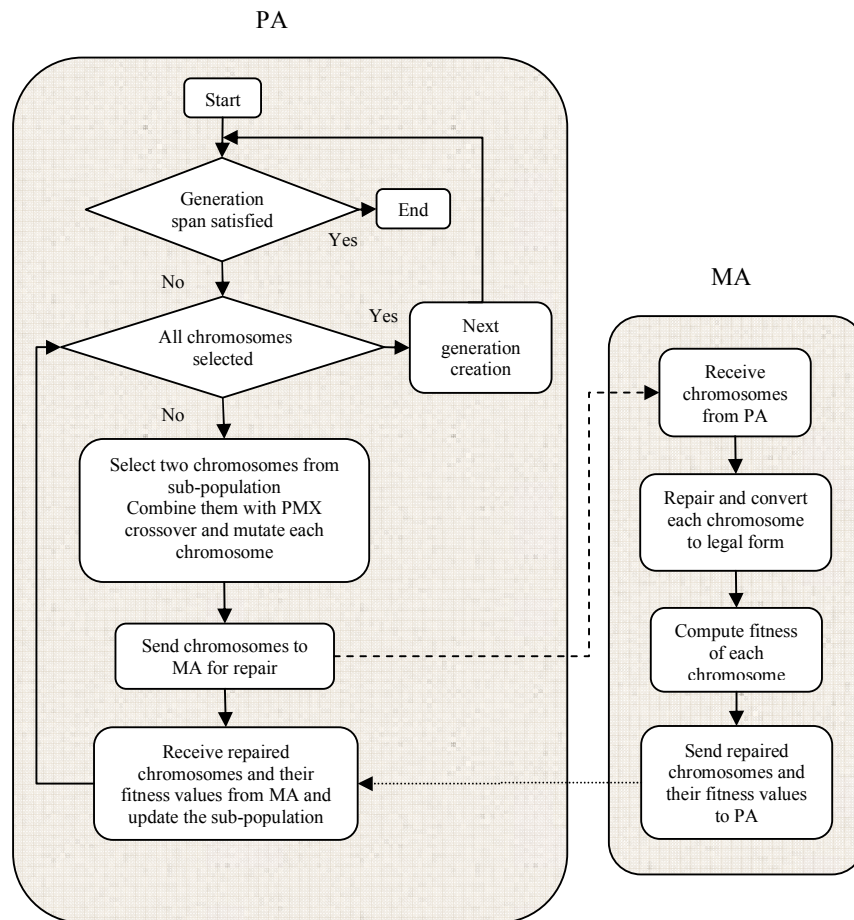 PA
Start
Generation
span satisfied
End
Yes
No
All chromosomes
selected
Yes
Next
generation
creation
No
Select two chromosomes from
sub-population
Combine them with PMX
crossover and mutate each
chromosome
Send chromosomes to
MA for repair
Receive repaired
chromosomes and their
fitness values from MA and
update the sub-population
MA
Receive
chromosomes
from PA
Repair and convert
each chromosome
to legal form
Compute fitness
of each
chromosome
Send repaired
chromosomes and
their fitness values
to PA